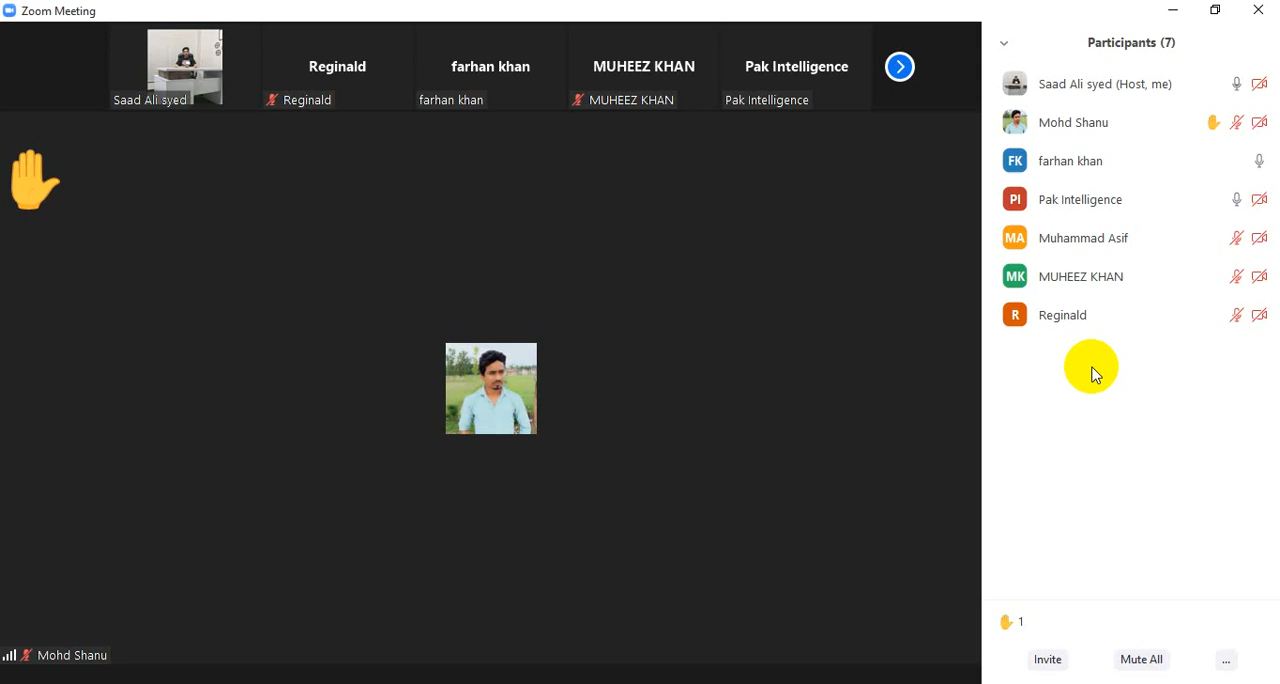 Zoom Meeting
Reginald
farhan khan
MUHEEZ KHAN
Pak Intelligence
Saad Ali syed
Reginald
farhan khan
MUHEEZ KHAN
Pak Intelligence
Mohd Shanu
Participants (7)
Saad Ali syed (Host, me)
Mohd Shanu
FK farhan khan
PI Pak Intelligence
MA Muhammad Asif
MK MUHEEZ KHAN
R Reginald
1
Invite Mute All ...